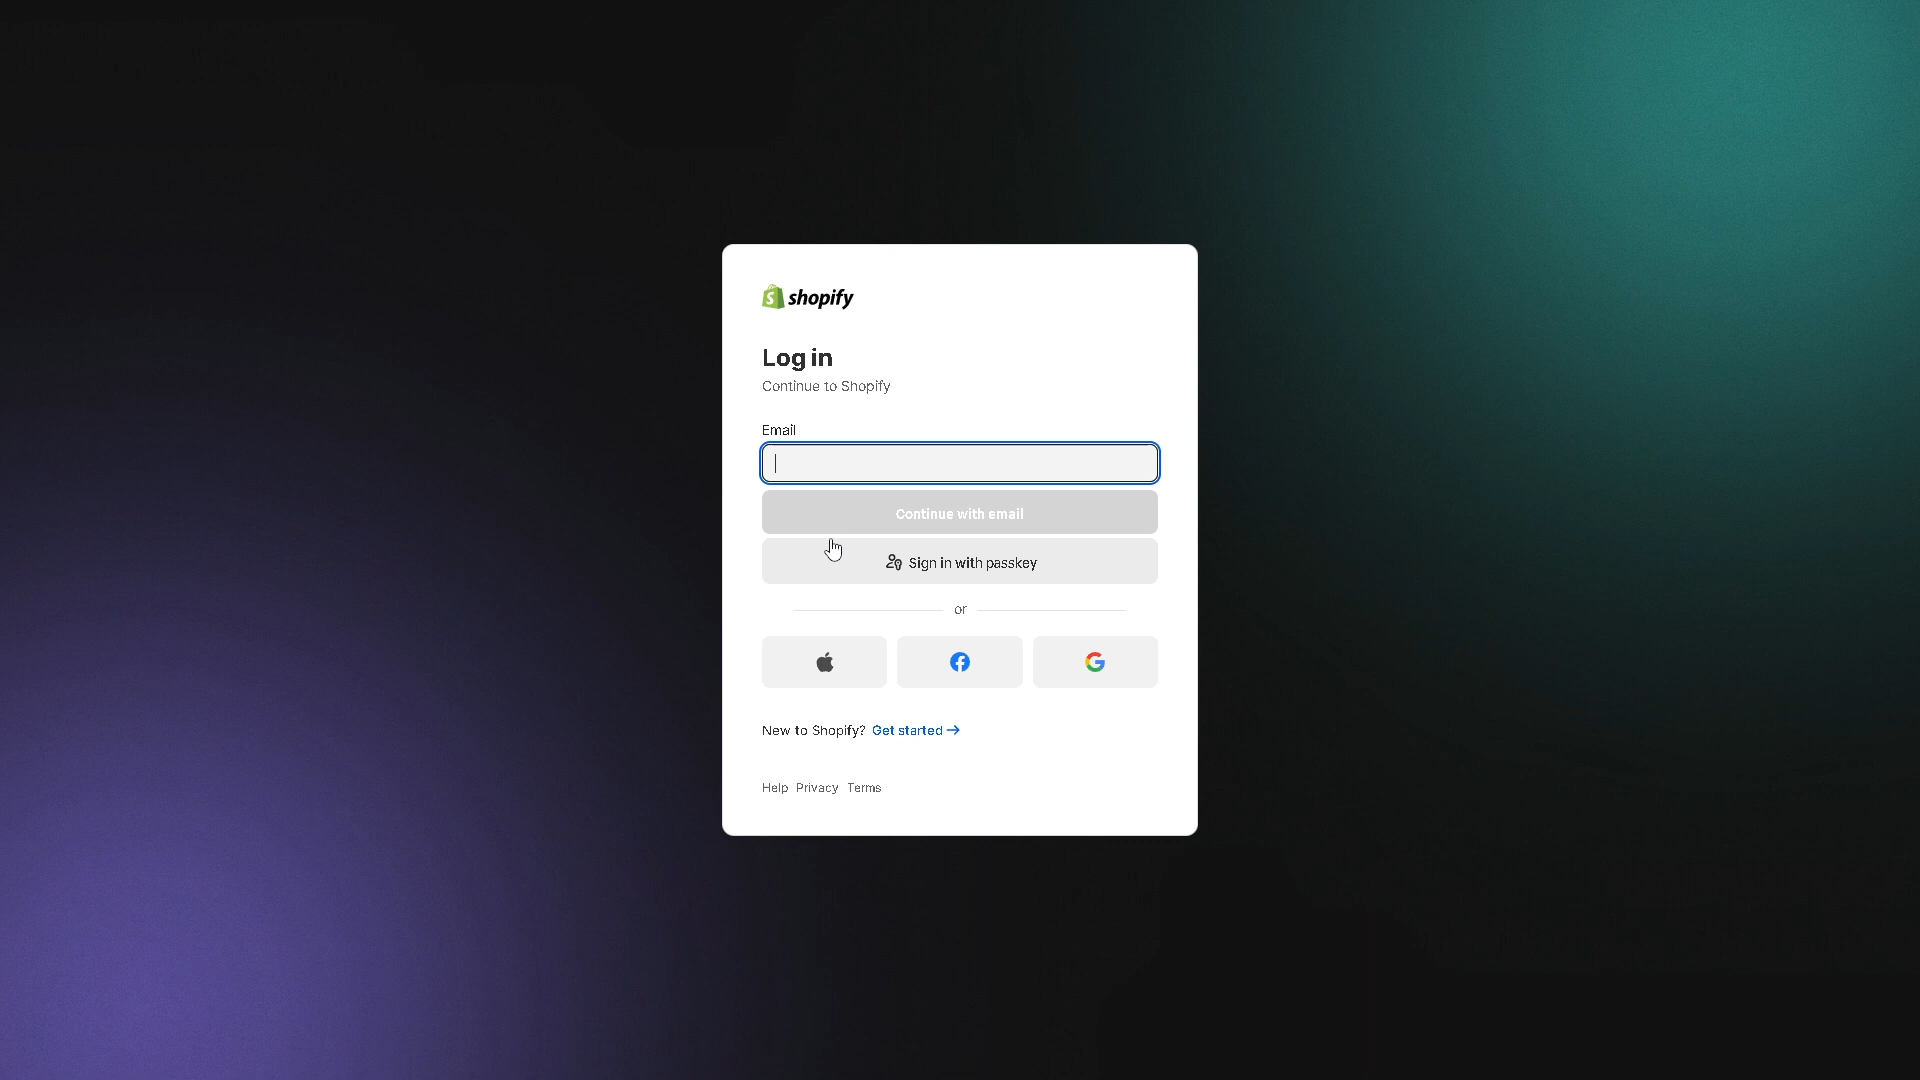 shopify
Log in
Continue to Shopify
Email
Continue with email
Sign in with passkey
or
New to Shopify? Get started →
Help Privacy Terms